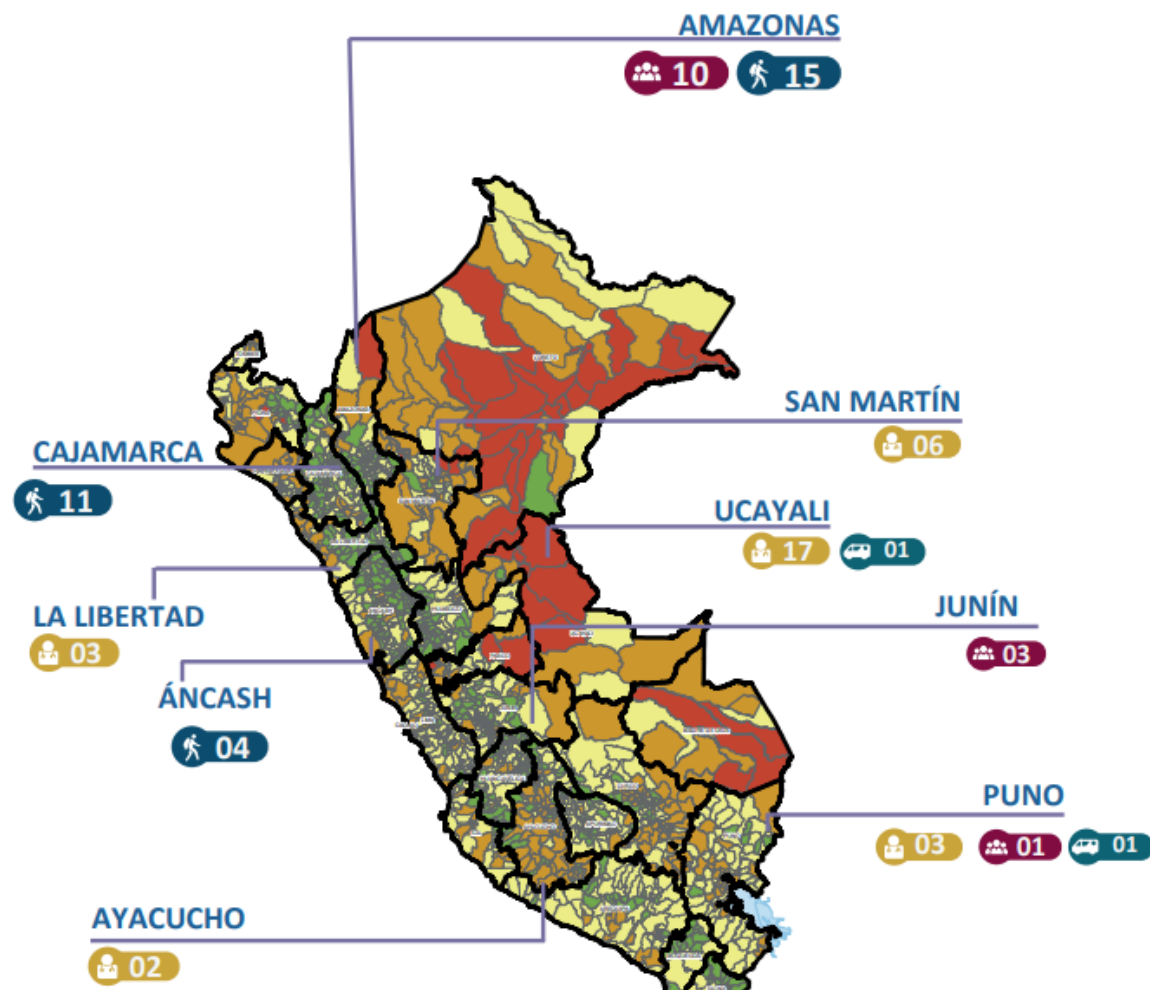 AMAZONAS
10 15
SAN MARTÍN
06
CAJAMARCA
11
UCAYALI
17 01
LA LIBERTAD
03
JUNÍN
03
ÁNCASH
04
PUNO
03 01 01
AYACUCHO
02